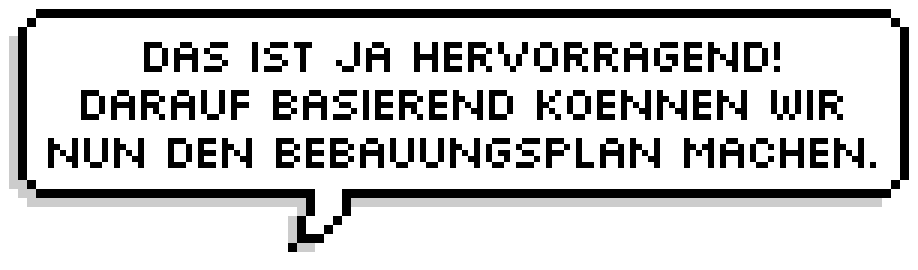 DAS IST JA HERVORRAGEND!
DARAUF BASIEREND KOENNEN WIR
NUN DEN BEBAUUNGSPLAN MACHEN.